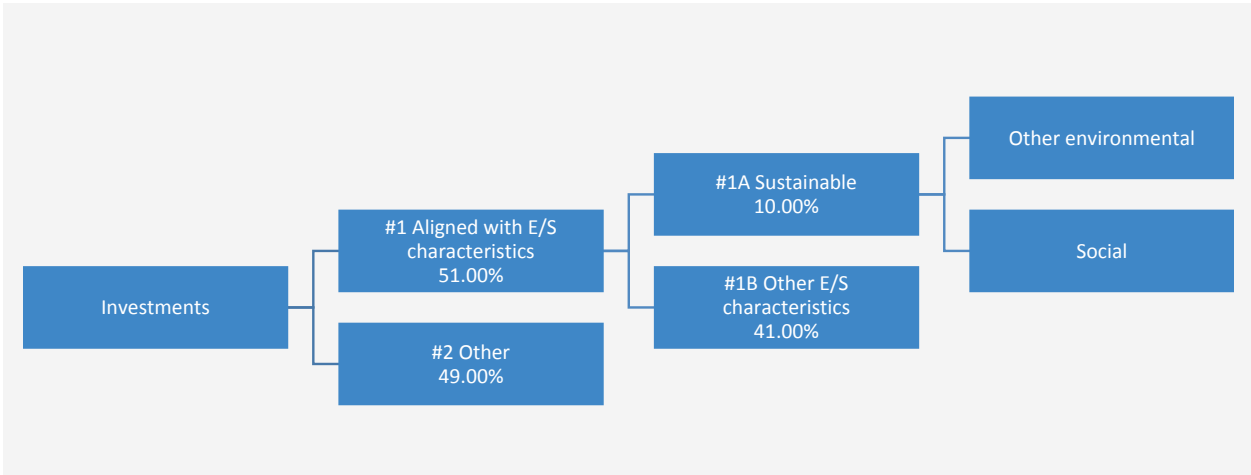 Investments
#1 Aligned with E/S
characteristics
51.00%
#2 Other
49.00%
#1A Sustainable
10.00%
#1B Other E/S
characteristics
41.00%
Other environmental
Social